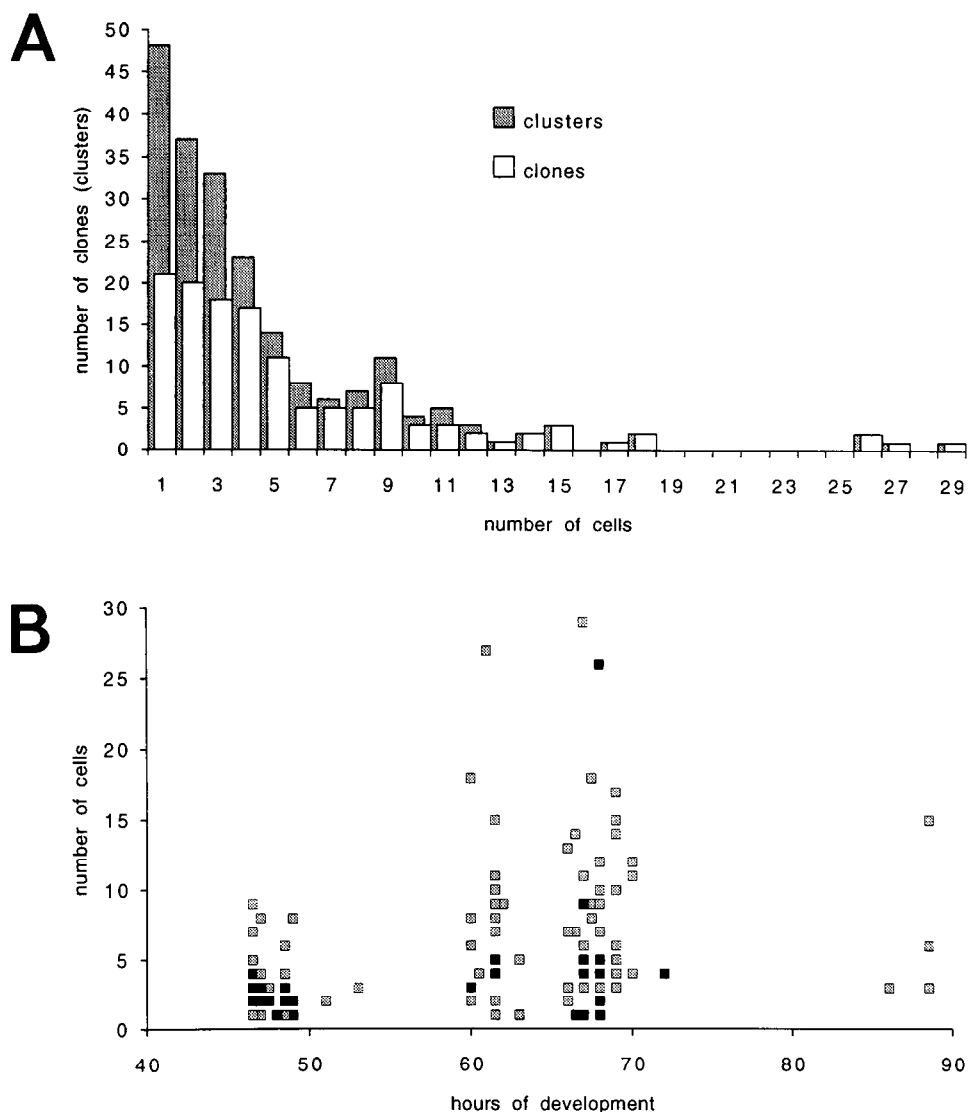 A
50
45
40
35
30
25
20
15
10
5
0
number of clones (clusters)
clusters
clones
1 3 5 7 9 11 13 15 17 19 21 23 25 27 29
number of cells
B
30
25
20
15
10
5
0
number of cells
40 50 60 70 80 90
hours of development